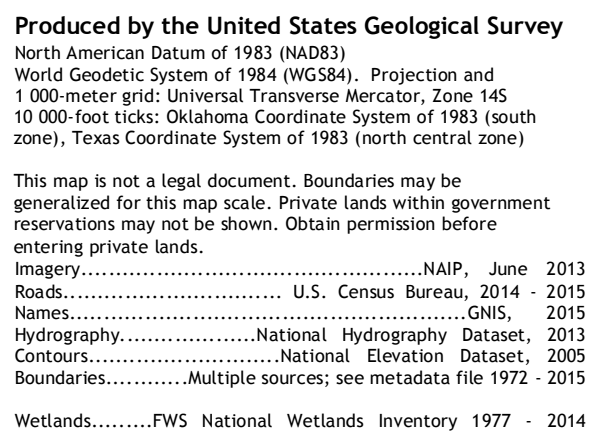 Produced by the United States Geological Survey
North American Datum of 1983 (NAD83)
World Geodetic System of 1984 (WGS84). Projection and
1 000-meter grid: Universal Transverse Mercator, Zone 14S
10 000-foot ticks: Oklahoma Coordinate System of 1983 (south
zone), Texas Coordinate System of 1983 (north central zone)
This map is not a legal document. Boundaries may be
generalized for this map scale. Private lands within government
reservations may not be shown. Obtain permission before
entering private lands.
Imagery..................................................NAIP, June 2013
Roads................................ U.S. Census Bureau, 2014 - 2015
Names..........................................................GNIS, 2015
Hydrography....................National Hydrography Dataset, 2013
Contours............................National Elevation Dataset, 2005
Boundaries............Multiple sources; see metadata file 1972 - 2015
Wetlands.........FWS National Wetlands Inventory 1977 - 2014